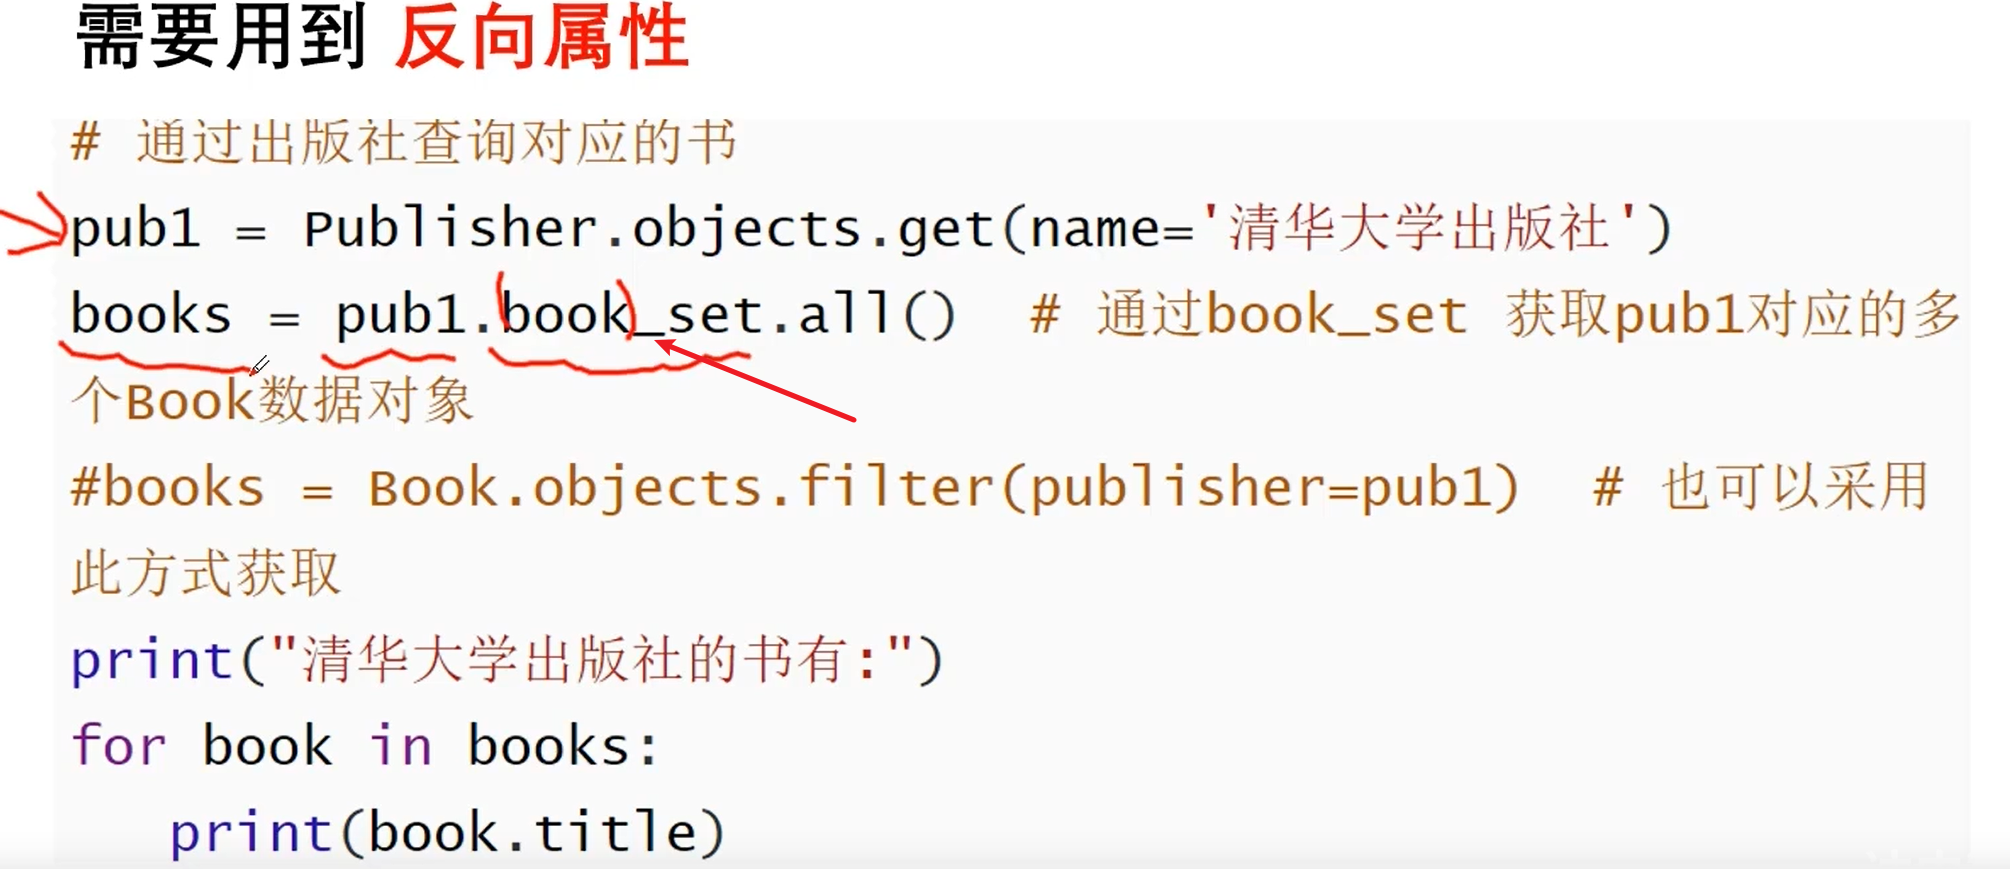 需要用到 反向属性
# 通过出版社查询对应的书
pub1 = Publisher.objects.get(name='清华大学出版社')
books = pub1.book_set.all()  # 通过book_set 获取pub1对应的多
个Book数据对象
#books = Book.objects.filter(publisher=pub1)  # 也可以采用
此方式获取
print("清华大学出版社的书有:")
for book in books:
   print(book.title)